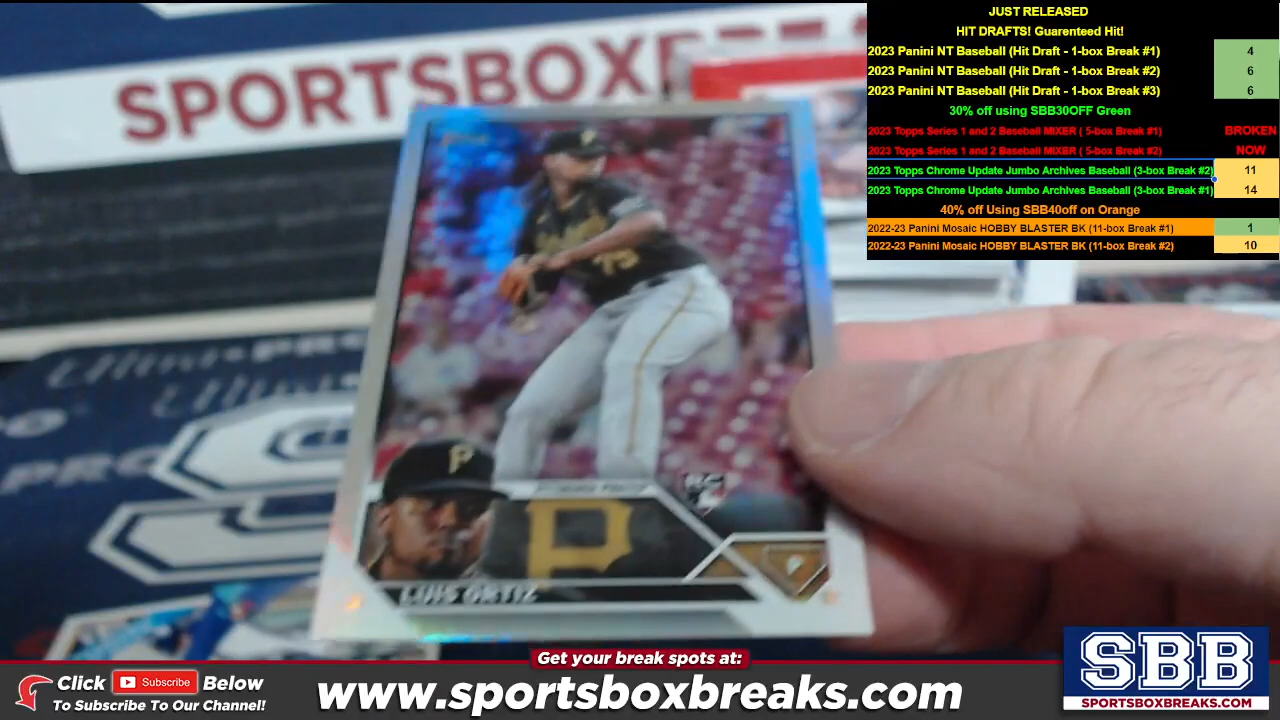 SPORTSBOX
JUST RELEASED
HIT DRAFTS! Guarenteed Hit!
2023 Panini NT Baseball (Hit Draft - 1-box Break #1) 4
2023 Panini NT Baseball (Hit Draft - 1-box Break #2) 6
2023 Panini NT Baseball (Hit Draft - 1-box Break #3) 6
30% off using SBB30OFF Green
2023 Topps Series 1 and 2 Baseball MIXER ( 5-box Break #1) BROKEN
2023 Topps Series 1 and 2 Baseball MIXER ( 5-box Break #2) NOW
2023 Topps Chrome Update Jumbo Archives Baseball (3-box Break #2) 11
2023 Topps Chrome Update Jumbo Archives Baseball (3-box Break #1) 14
40% off Using SBB40off on Orange
2022-23 Panini Mosaic HOBBY BLASTER BK (11-box Break #1) 1
2022-23 Panini Mosaic HOBBY BLASTER BK (11-box Break #2) 10
75
Ultra PRO
Ultra
PRO
P
RC
P
P
LUIS ORTIZ
Get your break spots at:
Click Subscribe Below
To Subscribe To Our Channel!
www.sportsboxbreaks.com
SBB
SPORTSBOXBREAKS.COM